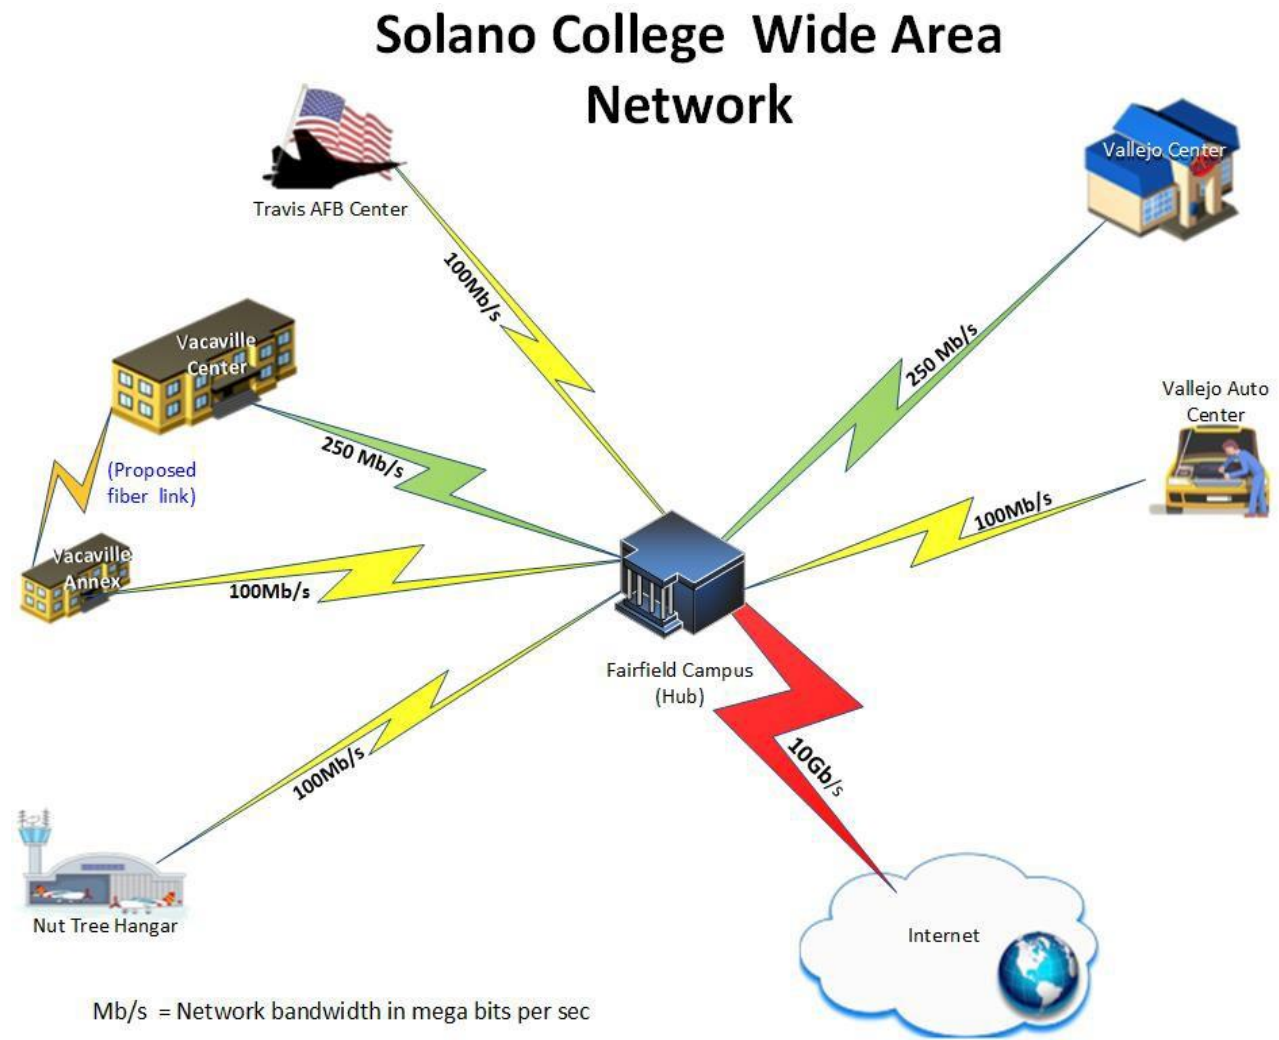 Solano College Wide Area
Network
Travis AFB Center
Vallejo Center
100Mb/s
250 Mb/s
Vacaville
Center
Vallejo Auto
Center
250 Mb/s
(Proposed
fiber link)
100Mb/s
Vacaville
Annex
100Mb/s
Fairfield Campus
(Hub)
100Mb/s
10Gb/s
Nut Tree Hangar
Internet
Mb/s = Network bandwidth in mega bits per sec